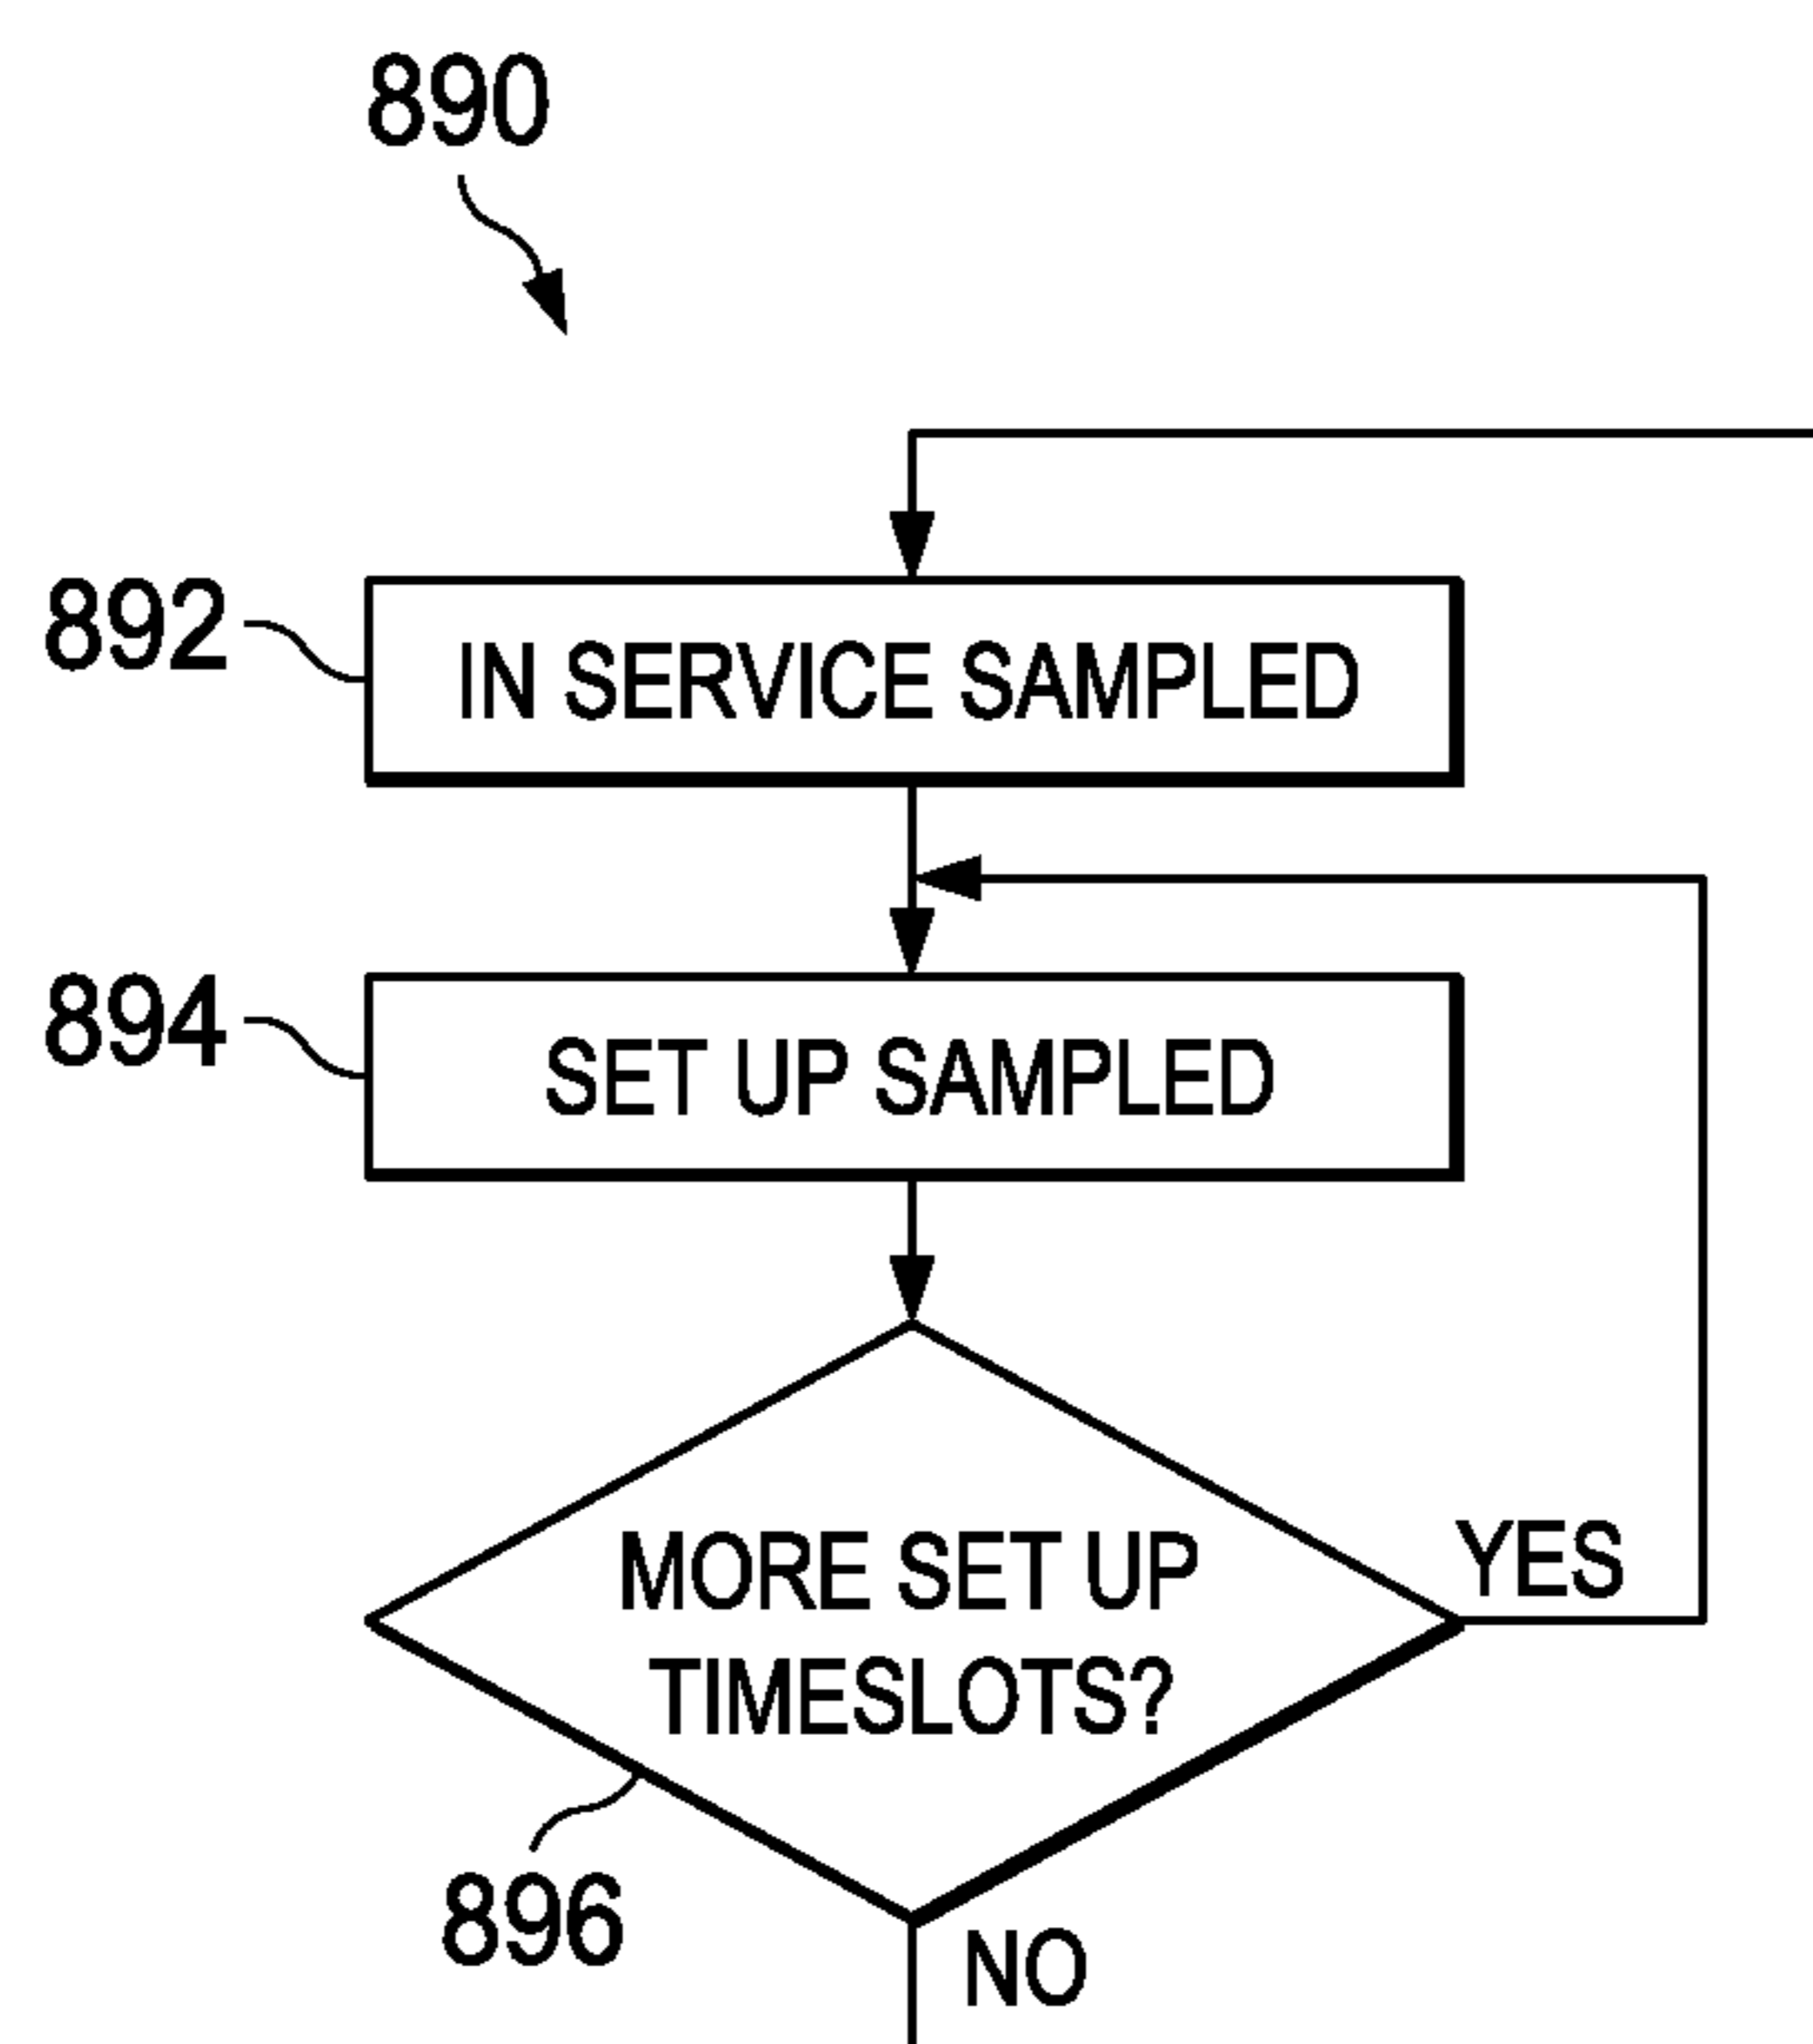 890
892
IN SERVICE SAMPLED
894
SET UP SAMPLED
MORE SET UP
TIMESLOTS?
YES
896
NO